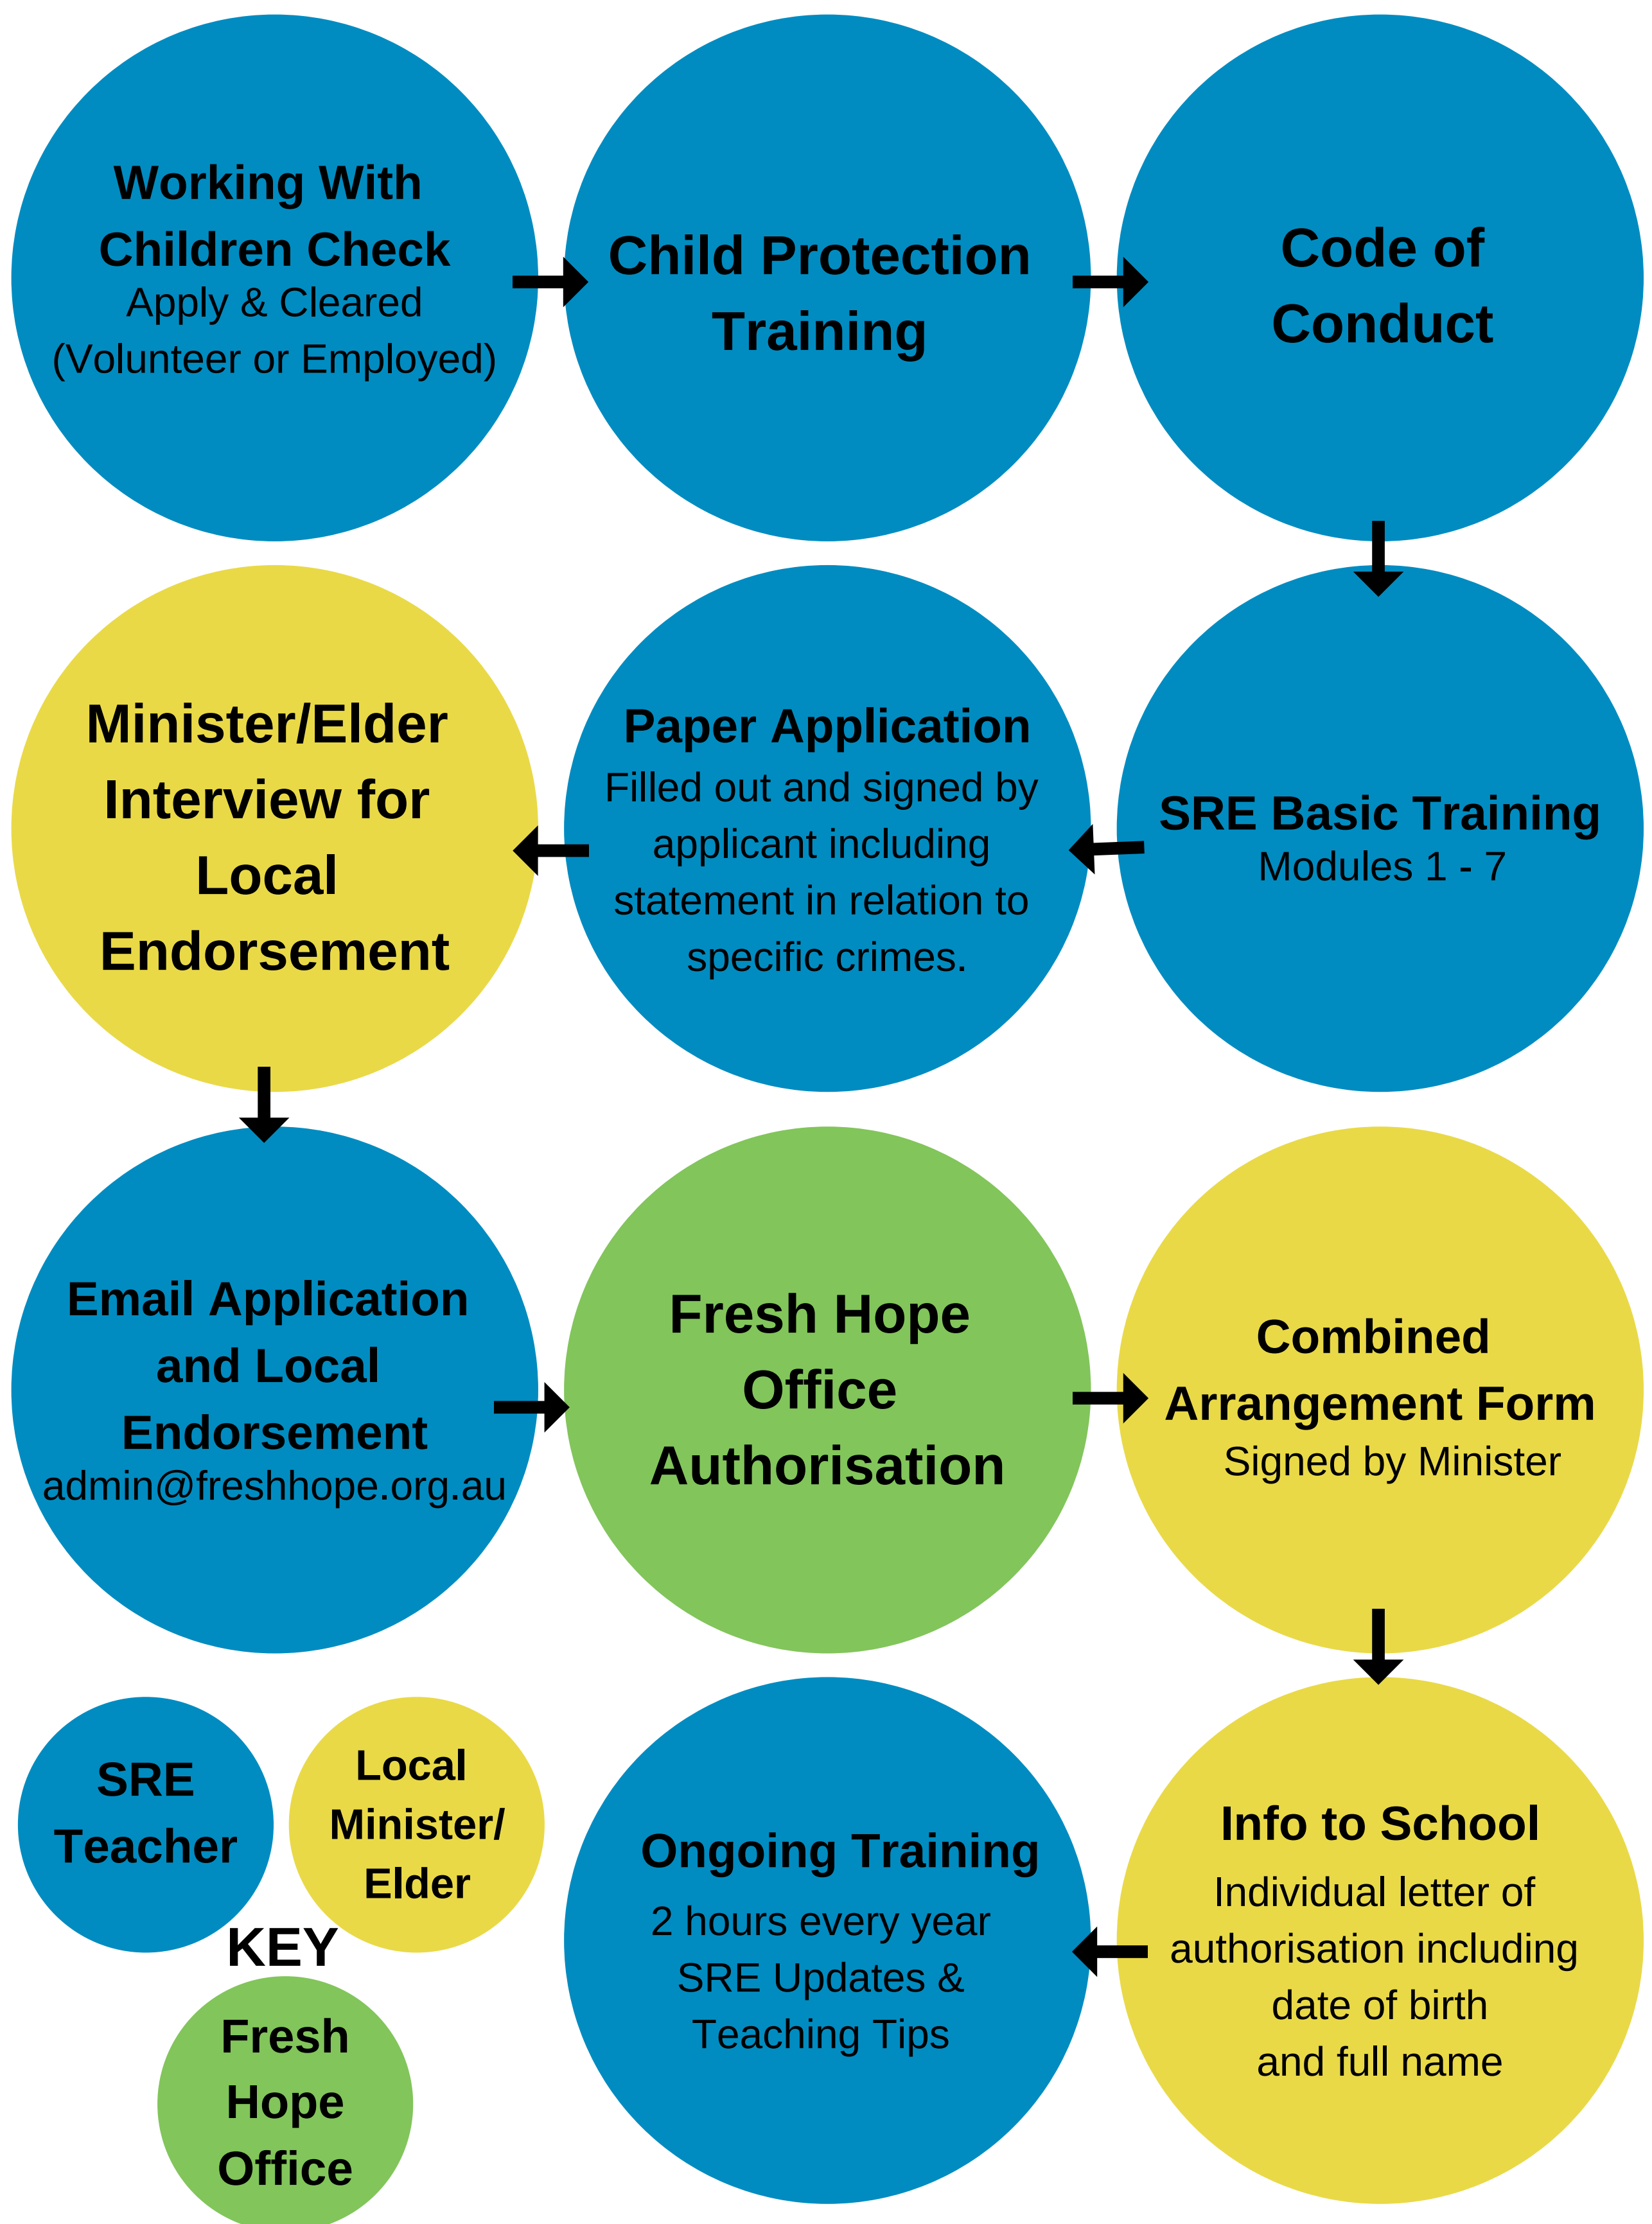 Working With
Children Check
Apply & Cleared
(Volunteer or Employed)
Child Protection
Training
Code of
Conduct
SRE Basic Training
Modules 1 - 7
Paper Application
Filled out and signed by
applicant including
statement in relation to
specific crimes.
Minister/Elder
Interview for
Local
Endorsement
Email Application
and Local
Endorsement
admin@freshhope.org.au
Fresh Hope
Office
Authorisation
Combined
Arrangement Form
Signed by Minister
Info to School
Individual letter of
authorisation including
date of birth
and full name
Ongoing Training
2 hours every year
SRE Updates &
Teaching Tips
SRE
Teacher
Local
Minister/
Elder
KEY
Fresh
Hope
Office